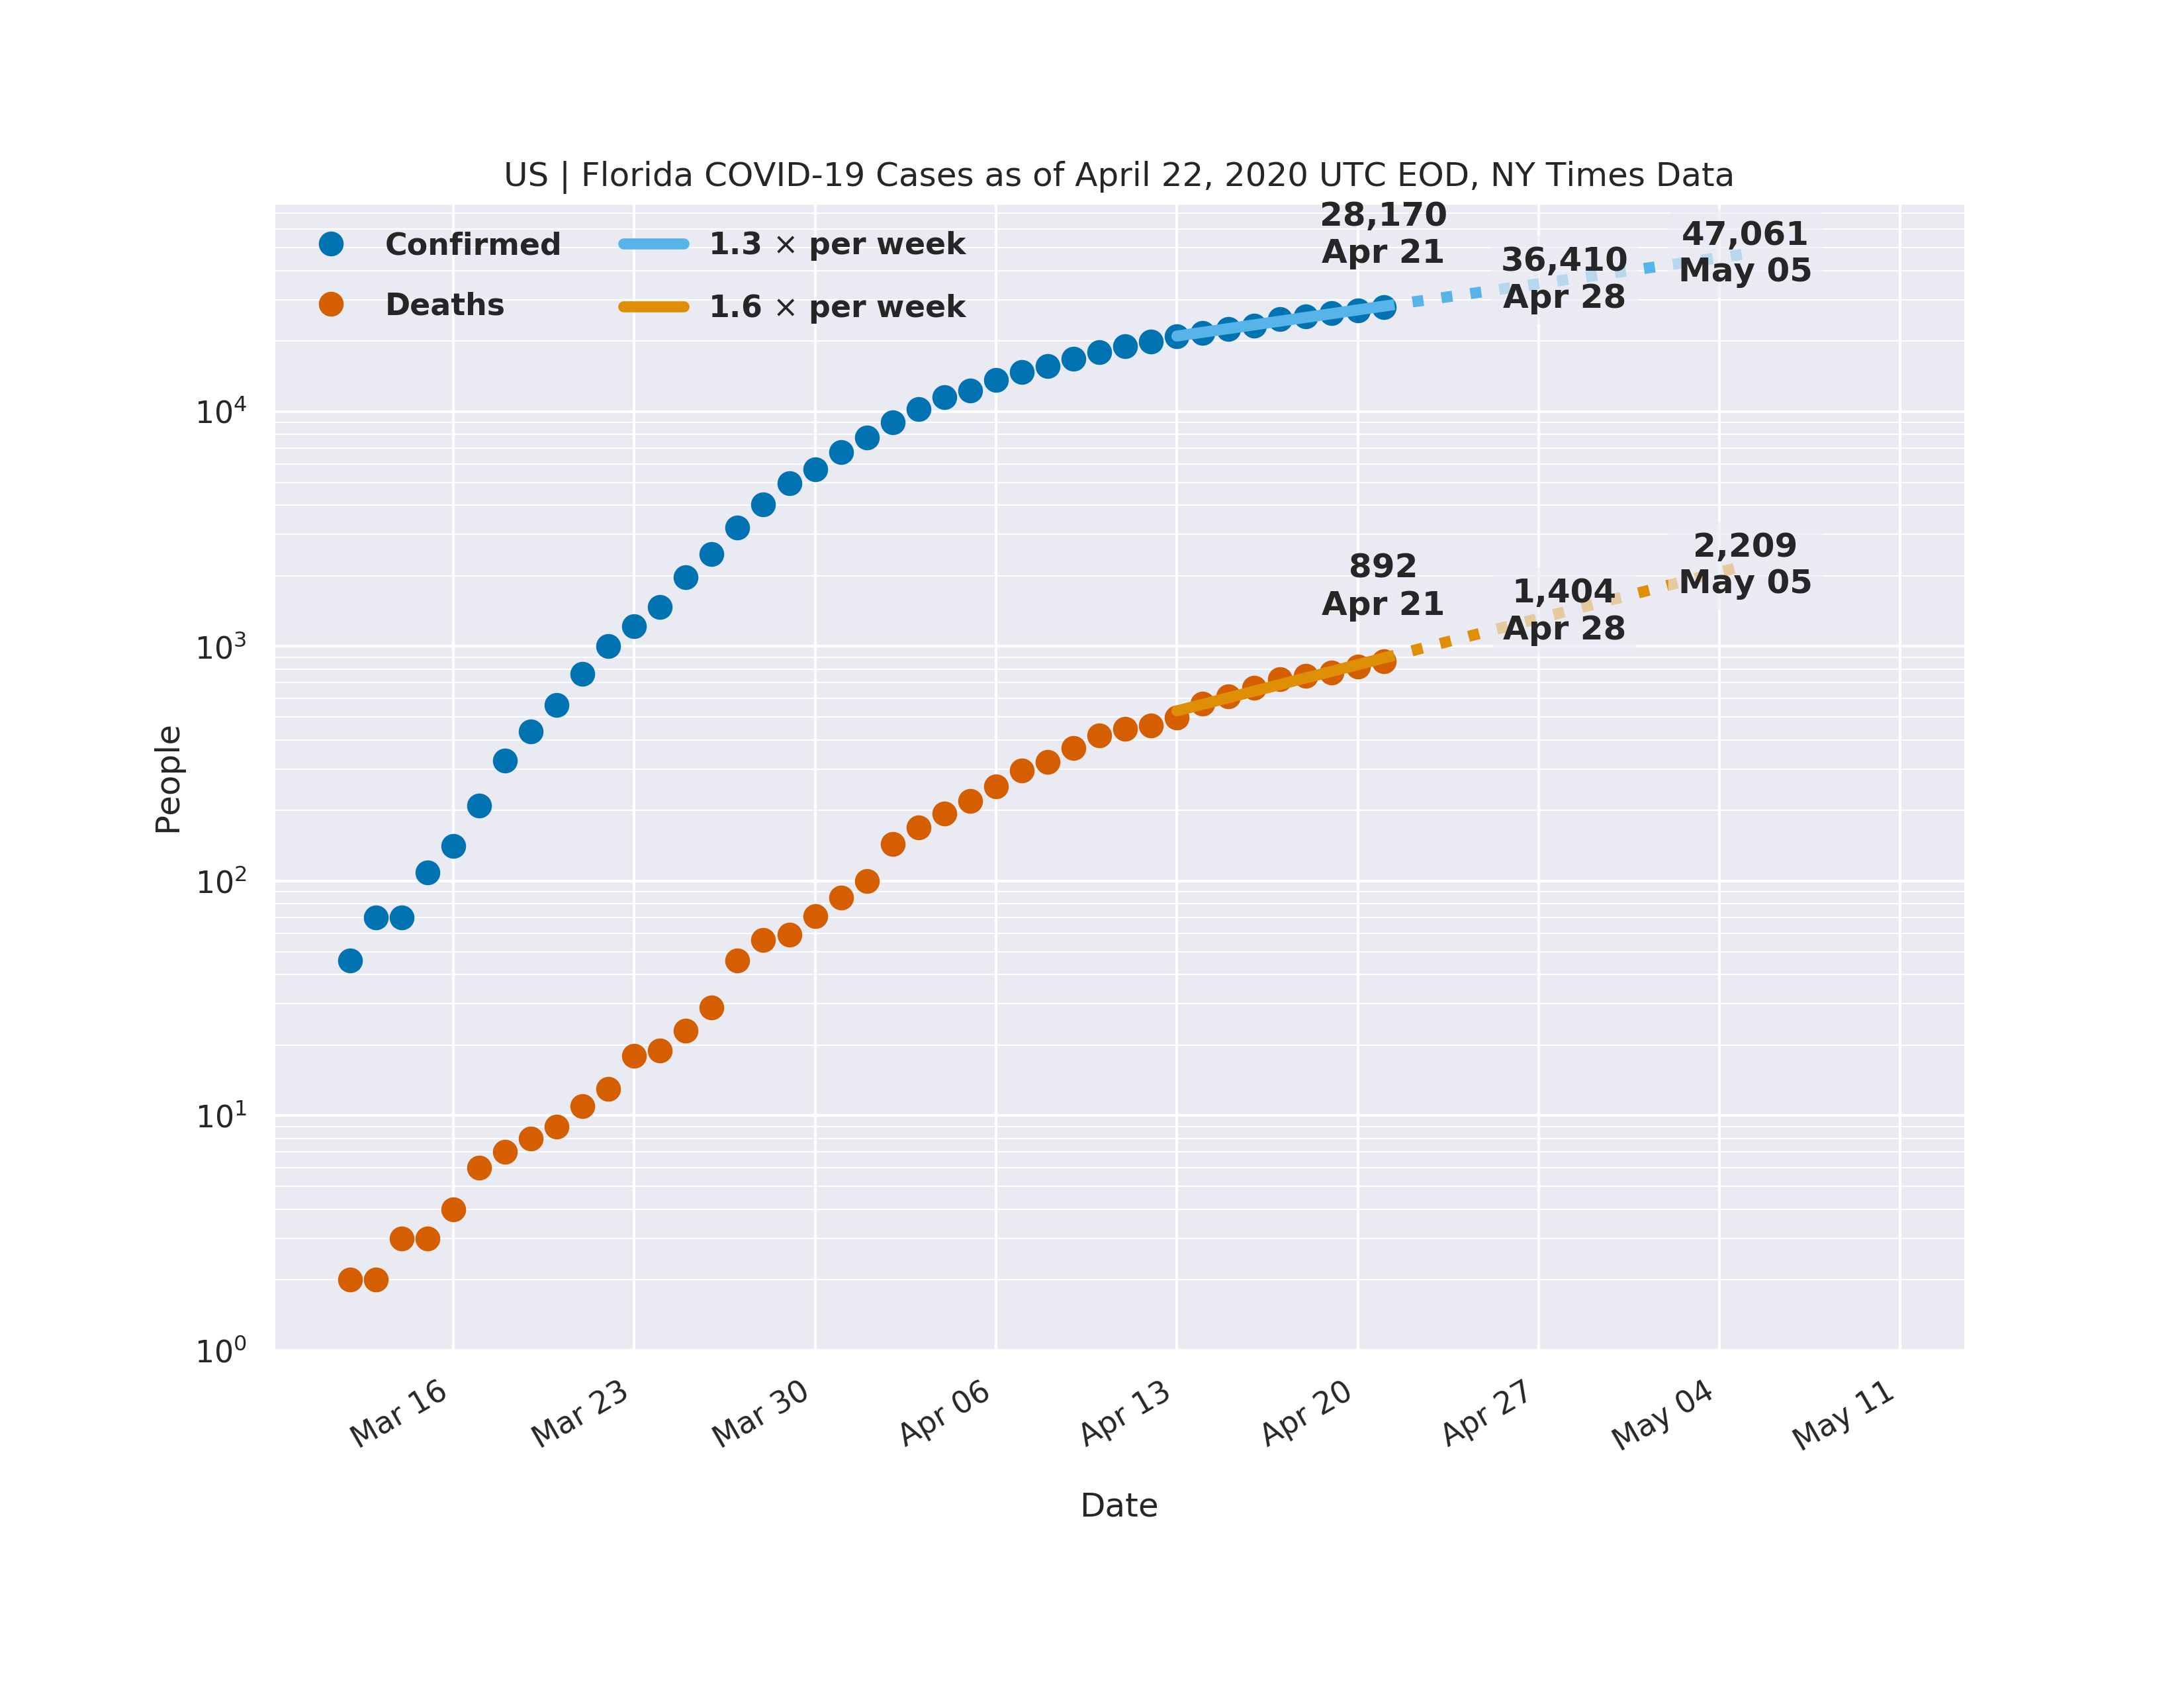 US | Florida COVID-19 Cases as of April 22, 2020 UTC EOD, NY Times Data
Confirmed
Deaths
1.3 × per week
1.6 × per week
28,170
Apr 21
36,410
Apr 28
47,061
May 05
892
Apr 21
1,404
Apr 28
2,209
May 05
People
10⁴
10³
10²
10¹
10⁰
Mar 16
Mar 23
Mar 30
Apr 06
Apr 13
Apr 20
Apr 27
May 04
May 11
Date